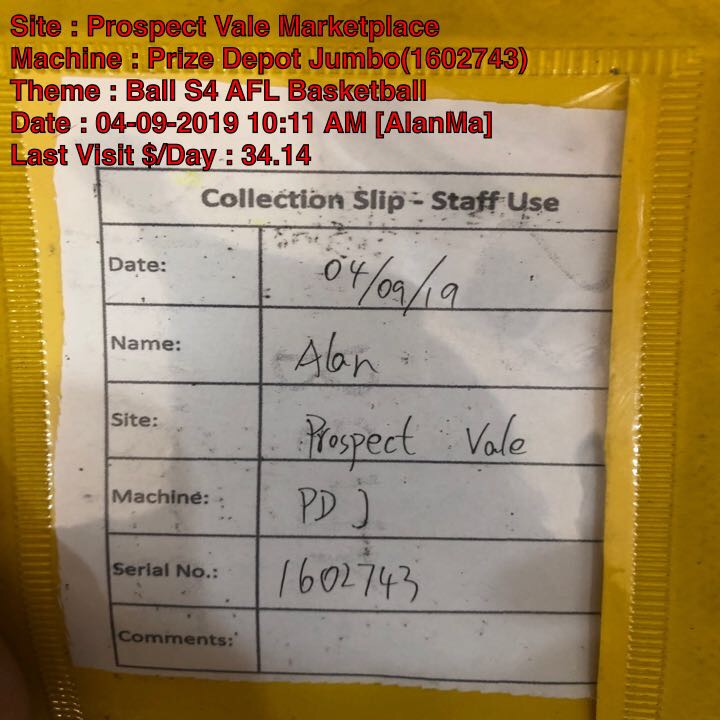 Site : Prospect Vale Marketplace
Machine : Prize Depot Jumbo(1602743)
Theme : Ball S4 AFL Basketball
Date : 04-09-2019 10:11 AM [AlanMa]
Last Visit $/Day : 34.14
Collection Slip - Staff Use
Date: 04/09/19
Name: Alan
Site: Prospect Vale
Machine: PDJ
Serial No.: 1602743
Comments: